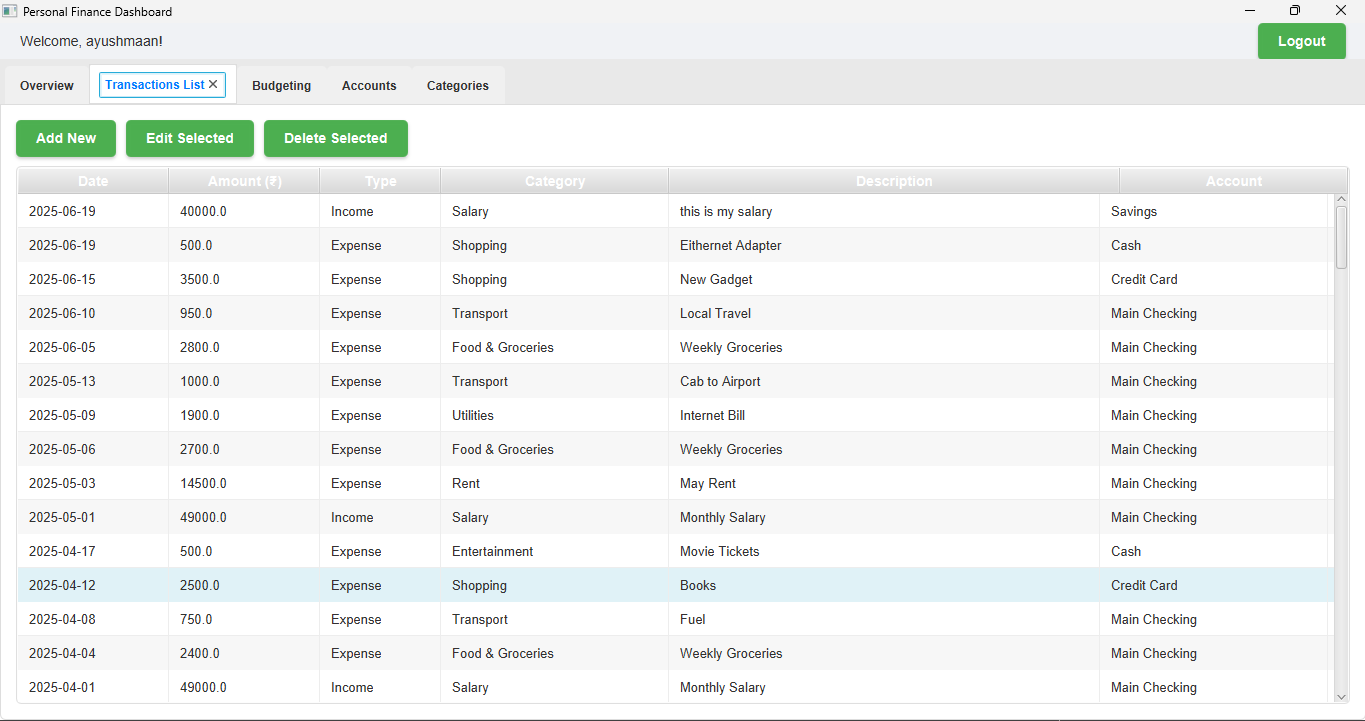 Personal Finance Dashboard
Welcome, ayushmaan!
Logout
Overview Transactions List Budgeting Accounts Categories
Add New Edit Selected Delete Selected
Date Amount (₹) Type Category Description Account
2025-06-19 40000.0 Income Salary this is my salary Savings
2025-06-19 500.0 Expense Shopping Eithernet Adapter Cash
2025-06-15 3500.0 Expense Shopping New Gadget Credit Card
2025-06-10 950.0 Expense Transport Local Travel Main Checking
2025-06-05 2800.0 Expense Food & Groceries Weekly Groceries Main Checking
2025-05-13 1000.0 Expense Transport Cab to Airport Main Checking
2025-05-09 1900.0 Expense Utilities Internet Bill Main Checking
2025-05-06 2700.0 Expense Food & Groceries Weekly Groceries Main Checking
2025-05-03 14500.0 Expense Rent May Rent Main Checking
2025-05-01 49000.0 Income Salary Monthly Salary Main Checking
2025-04-17 500.0 Expense Entertainment Movie Tickets Cash
2025-04-12 2500.0 Expense Shopping Books Credit Card
2025-04-08 750.0 Expense Transport Fuel Main Checking
2025-04-04 2400.0 Expense Food & Groceries Weekly Groceries Main Checking
2025-04-01 49000.0 Income Salary Monthly Salary Main Checking